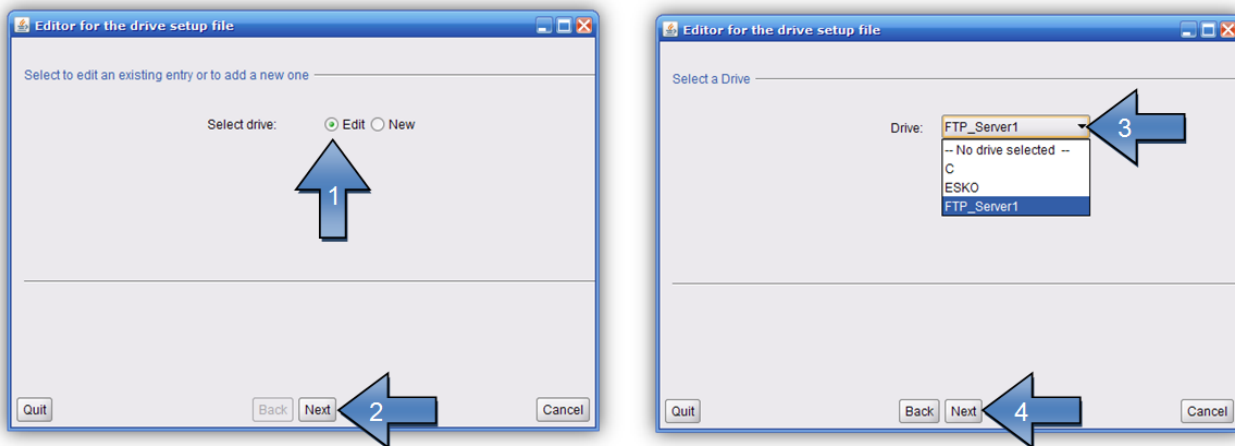 Editor for the drive setup file
Select to edit an existing entry or to add a new one
Select drive: Edit New
1
Quit Back Next 2 Cancel
Editor for the drive setup file
Select a Drive
Drive: FTP_Server1 3
-- No drive selected --
C
ESKO
FTP_Server1
Quit Back Next 4 Cancel